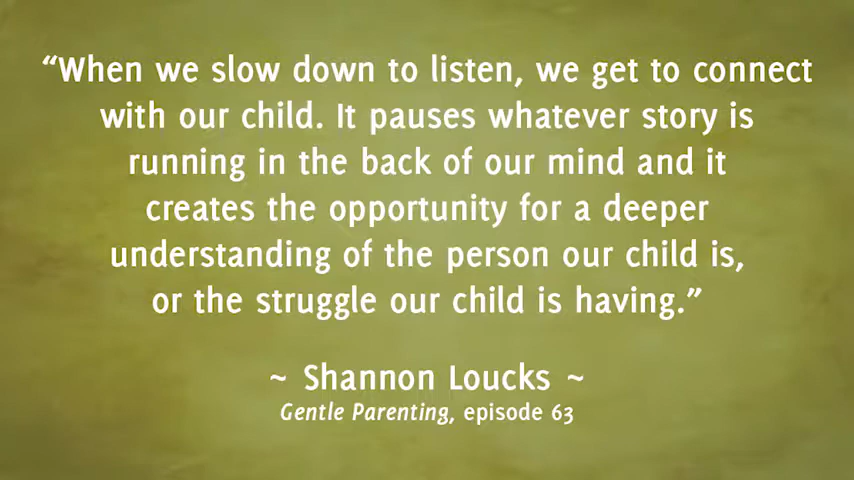 “When we slow down to listen, we get to connect
with our child. It pauses whatever story is
running in the back of our mind and it
creates the opportunity for a deeper
understanding of the person our child is,
or the struggle our child is having.”
~ Shannon Loucks ~
Gentle Parenting, episode 63